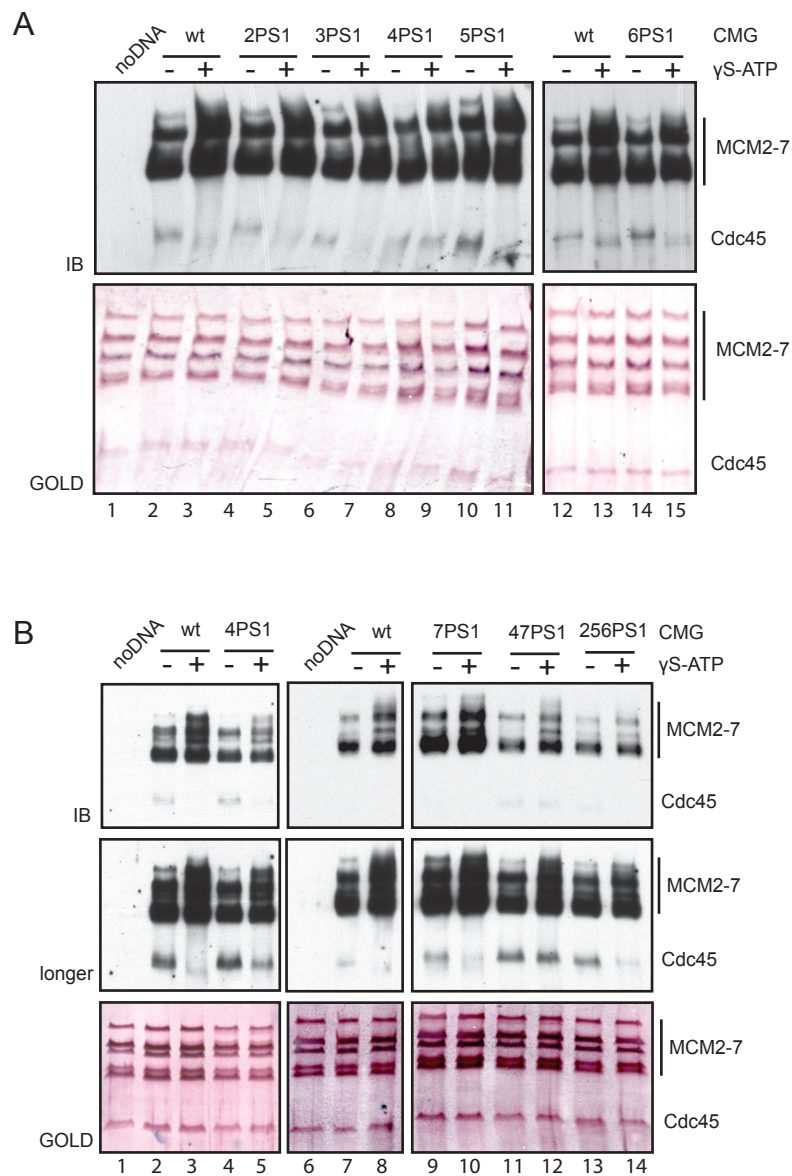 A
noDNA wt 2PS1 3PS1 4PS1 5PS1 wt 6PS1 CMG
- + - + - + - + - + - + - + γS-ATP
MCM2-7
Cdc45
IB
MCM2-7
Cdc45
GOLD
1 2 3 4 5 6 7 8 9 10 11 12 13 14 15
B
noDNA wt 4PS1 noDNA wt 7PS1 47PS1 256PS1 CMG
- + - + - + - + - + - + γS-ATP
MCM2-7
Cdc45
IB
MCM2-7
Cdc45
longer
MCM2-7
Cdc45
GOLD
1 2 3 4 5 6 7 8 9 10 11 12 13 14